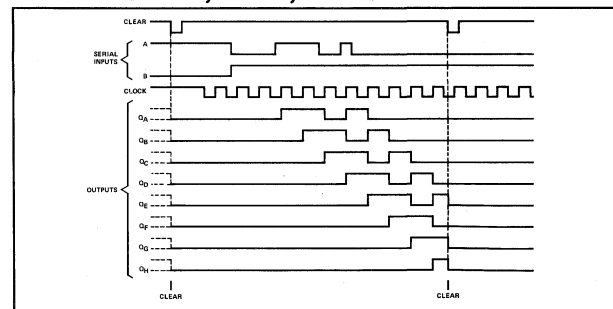 CLEAR
A
SERIAL
INPUTS
B
CLOCK
QA
QB
QC
QD
OUTPUTS
QE
QF
QG
QH
CLEAR CLEAR